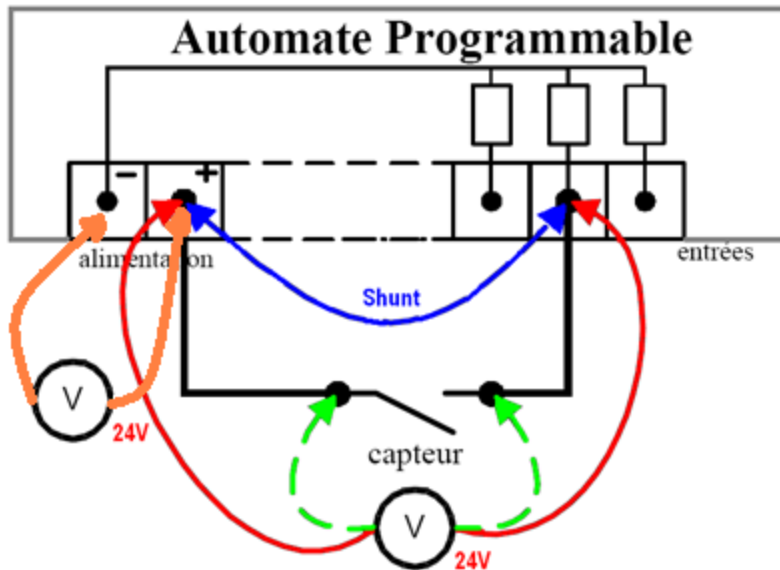 Automate Programmable
- +
alimentation
entrées
Shunt
V
24V
capteur
V
24V